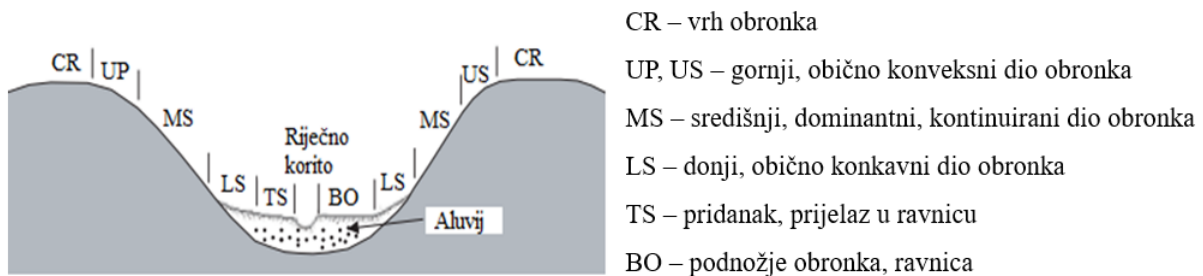 CR UP US CR
MS MS
Riječno
korito
LS TS BO LS
Aluvij
CR – vrh obronka
UP, US – gornji, obično konveksni dio obronka
MS – središnji, dominantni, kontinuirani dio obronka
LS – donji, obično konkavni dio obronka
TS – pridanak, prijelaz u ravnicu
BO – podnožje obronka, ravnica